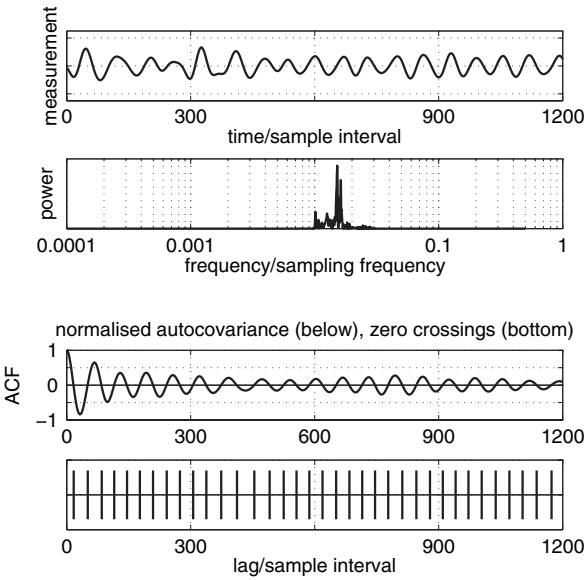 measurement
0 300 900 1200
time/sample interval
power
0.0001 0.001 0.1 1
frequency/sampling frequency
normalised autocovariance (below), zero crossings (bottom)
ACF
1
0
−1
0 300 600 900 1200
0 300 900 1200
lag/sample interval